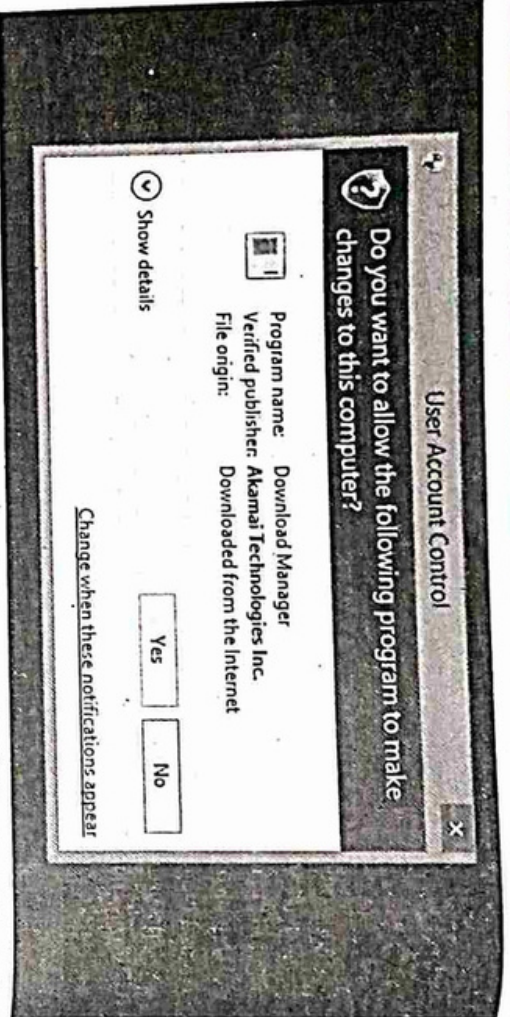 User Account Control
x
Do you want to allow the following program to make
changes to this computer?
Program name: Download Manager
Verified publisher: Akamai Technologies Inc.
File origin: Downloaded from the Internet
Show details
Yes
No
Change when these notifications appear